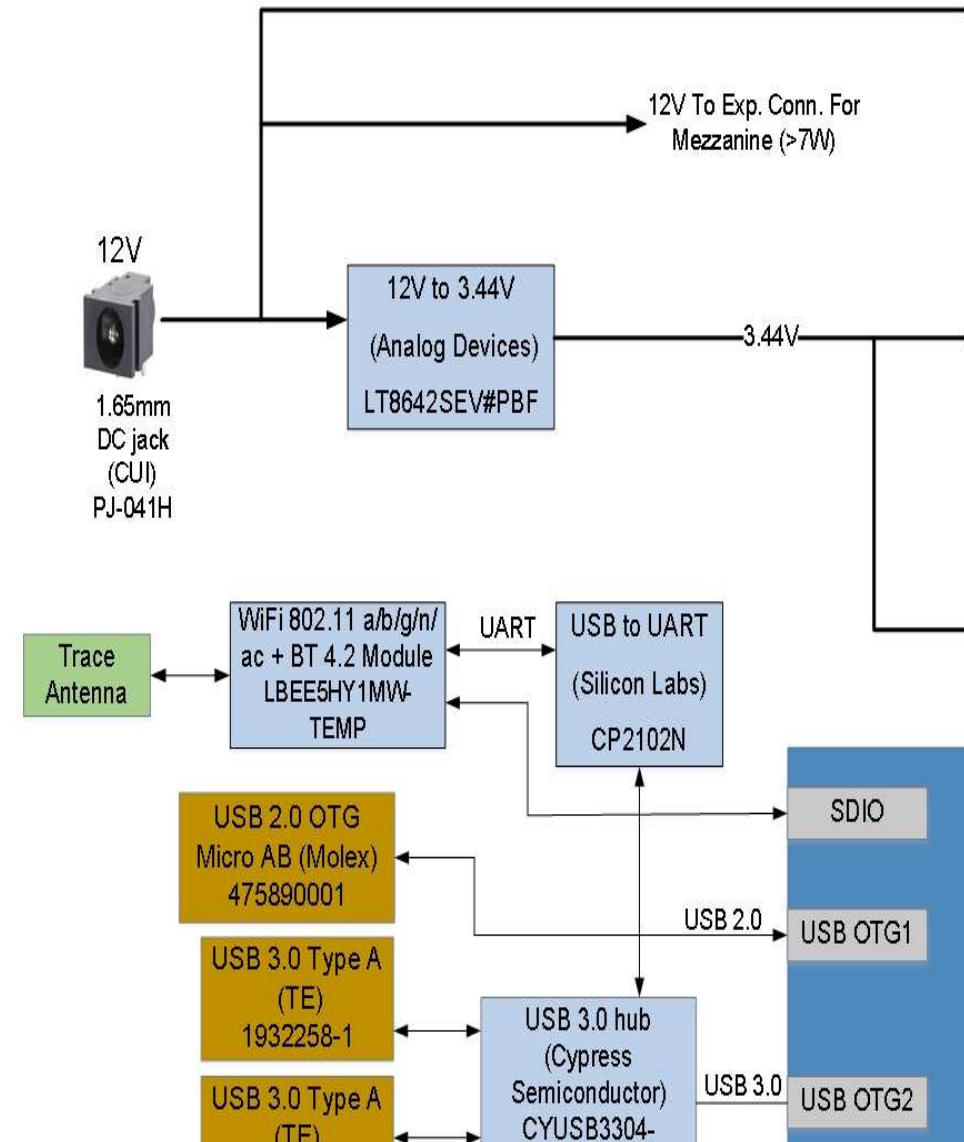 12V To Exp. Conn. For
Mezzanine (>7W)
12V
1.65mm
DC jack
(CUI)
PJ-041H
12V to 3.44V
(Analog Devices)
LT8642SEV#PBF
3.44V
Trace
Antenna
WiFi 802.11 a/b/g/n/
ac + BT 4.2 Module
LBEE5HY1MW-
TEMP
UART
USB to UART
(Silicon Labs)
CP2102N
SDIO
USB 2.0 OTG
Micro AB (Molex)
475890001
USB 2.0
USB OTG1
USB 3.0 Type A
(TE)
1932258-1
USB 3.0 hub
(Cypress
Semiconductor)
CYUSB3304-
USB 3.0
USB OTG2
USB 3.0 Type A
(TE)